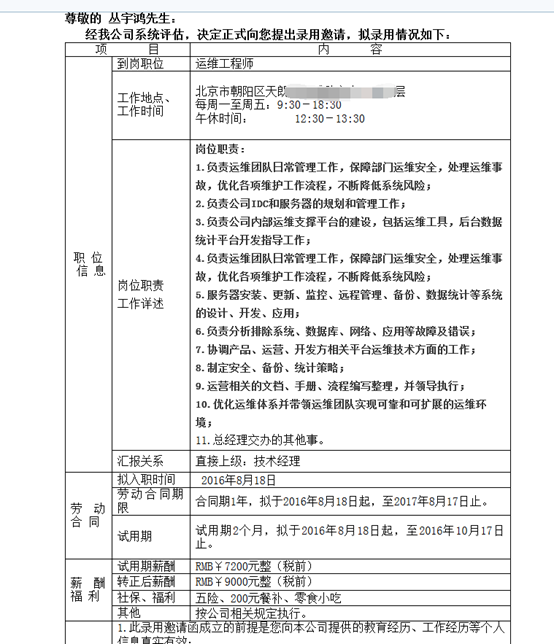 尊敬的 丛宇鸿先生：
经我公司系统评估，决定正式向您提出录用邀请，拟录用情况如下：
项 目 内 容
到岗职位 运维工程师
工作地点、
工作时间
北京市朝阳区天朗 层
每周一至周五：9:30－18:30
午休时间： 12:30－13:30
职 位
信 息
岗位职责
工作详述
岗位职责：
1.负责运维团队日常管理工作，保障部门运维安全，处理运维事
故，优化各项维护工作流程，不断降低系统风险；
2.负责公司IDC和服务器的规划和管理工作；
3.负责公司内部运维支撑平台的建设，包括运维工具，后台数据
统计平台开发指导工作；
4.负责运维团队日常管理工作，保障部门运维安全，处理运维事
故，优化各项维护工作流程，不断降低系统风险；
5.服务器安装、更新、监控、远程管理、备份、数据统计等系统
的设计、开发、应用；
6.负责分析排除系统、数据库、网络、应用等故障及错误；
7.协调产品、运营、开发方相关平台运维技术方面的工作；
8.制定安全、备份、统计策略；
9.运营相关的文档、手册、流程编写整理，并领导执行；
10.优化运维体系并带领运维团队实现可靠和可扩展的运维环
境；
11.总经理交办的其他事。
汇报关系 直接上级：技术经理
劳 动
合 同
拟入职时间 2016年8月18日
劳动合同期
限
合同期1年，拟于2016年8月18日起，至2017年8月17日止。
试用期
试用期2个月，拟于2016年8月18日起，至2016年10月17日
止。
薪 酬
福 利
试用期薪酬 RMB￥7200元整（税前）
转正后薪酬 RMB￥9000元整（税前）
社保、福利 五险、200元餐补、零食小吃
其他 按公司相关规定执行。
1.此录用邀请函成立的前提是您向本公司提供的教育经历、工作经历等个人
信息真实有效；